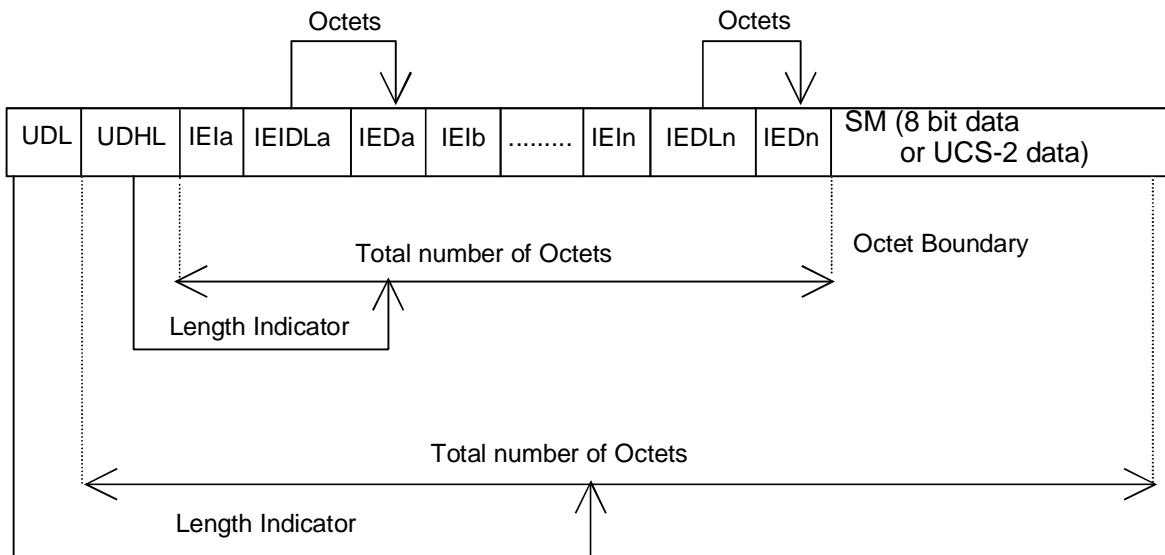 Octets Octets
UDL UDHL IEIa IEIDLa IEDa IEIb ......... IEIn IEDLn IEDn SM (8 bit data
or UCS-2 data)
Total number of Octets
Octet Boundary
Length Indicator
Total number of Octets
Length Indicator